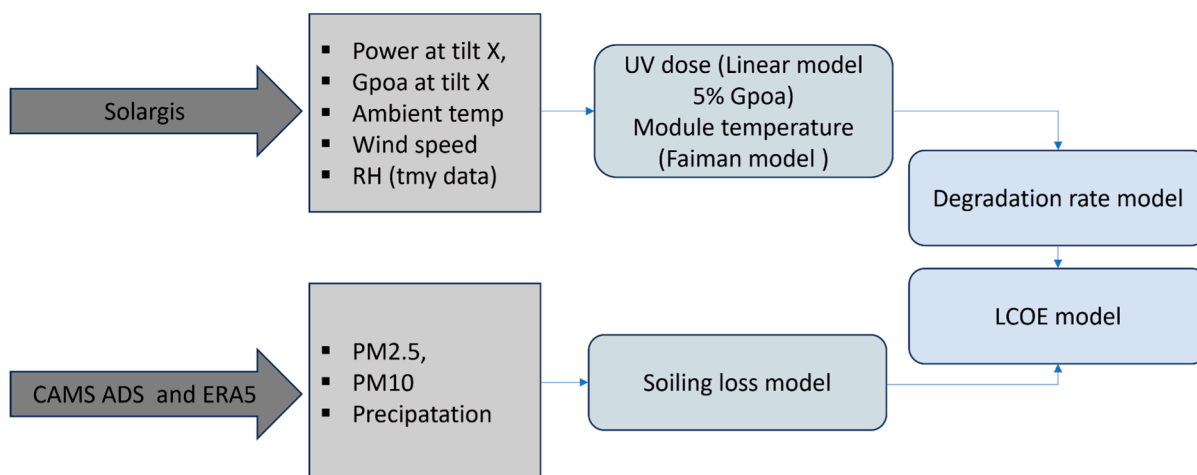 Solargis
▪ Power at tilt X,
▪ Gpoa at tilt X
▪ Ambient temp
▪ Wind speed
▪ RH (tmy data)
UV dose (Linear model
5% Gpoa)
Module temperature
(Faiman model )
Degradation rate model
LCOE model
CAMS ADS and ERA5
▪ PM2.5,
▪ PM10
▪ Precipatation
Soiling loss model